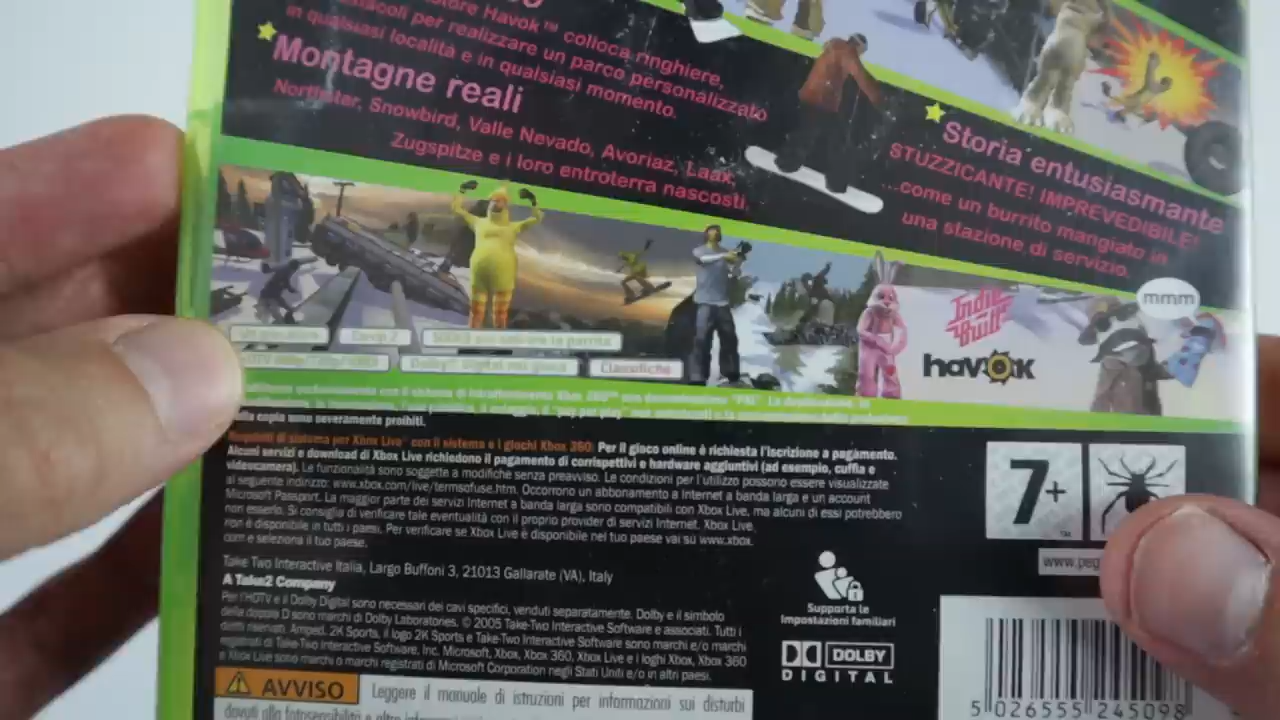 Havok™ colloca ringhiere,
per realizzare un parco personalizzato
in qualsiasi località e in qualsiasi momento.
Montagne reali
Northstar, Snowbird, Valle Nevado, Avoriaz, Laax,
Zugspitze e i loro entroterra nascosti.
Storia entusiasmante
STUZZICANTE! IMPREVEDIBILE!
...come un burrito mangiato in
una stazione di servizio.
mmm
Indie
Built
havok
Classifiche
copia sono severamente proibiti.
Requisiti di sistema per Xbox Live® con il sistema e i giochi Xbox 360: Per il gioco online è richiesta l'iscrizione a pagamento.
Alcuni servizi e download di Xbox Live richiedono il pagamento di corrispettivi e hardware aggiuntivi (ad esempio, cuffia e
videocamera). Le funzionalità sono soggette a modifiche senza preavviso. Le condizioni per l'utilizzo possono essere visualizzate
al seguente indirizzo: www.xbox.com/live/termsofuse.htm. Occorrono un abbonamento a Internet a banda larga e un account
Microsoft Passport. La maggior parte dei servizi Internet a banda larga sono compatibili con Xbox Live, ma alcuni di essi potrebbero
non esserlo. Si consiglia di verificare tale eventualità con il proprio provider di servizi Internet. Xbox Live
non è disponibile in tutti i paesi. Per verificare se Xbox Live è disponibile nel tuo paese vai su www.xbox.
com e seleziona il tuo paese.
7+
™
www.peg
Take Two Interactive Italia, Largo Buffoni 3, 21013 Gallarate (VA), Italy
A Take2 Company
Per l'HDTV e il Dolby Digital sono necessari dei cavi specifici, venduti separatamente. Dolby e il simbolo
della doppia D sono marchi di Dolby Laboratories. © 2005 Take-Two Interactive Software e associati. Tutti i
diritti riservati. Amped, 2K Sports, il logo 2K Sports e Take-Two Interactive Software sono marchi e/o marchi
registrati di Take-Two Interactive Software, Inc. Microsoft, Xbox, Xbox 360, Xbox Live e i loghi Xbox, Xbox 360
e Xbox Live sono marchi o marchi registrati di Microsoft Corporation negli Stati Uniti e/o in altri paesi.
Supporta le
impostazioni familiari
DOLBY
DIGITAL
AVVISO
Leggere il manuale di istruzioni per informazioni sui disturbi
dovuti alla fotosensibilità e altre
5 026555 245098